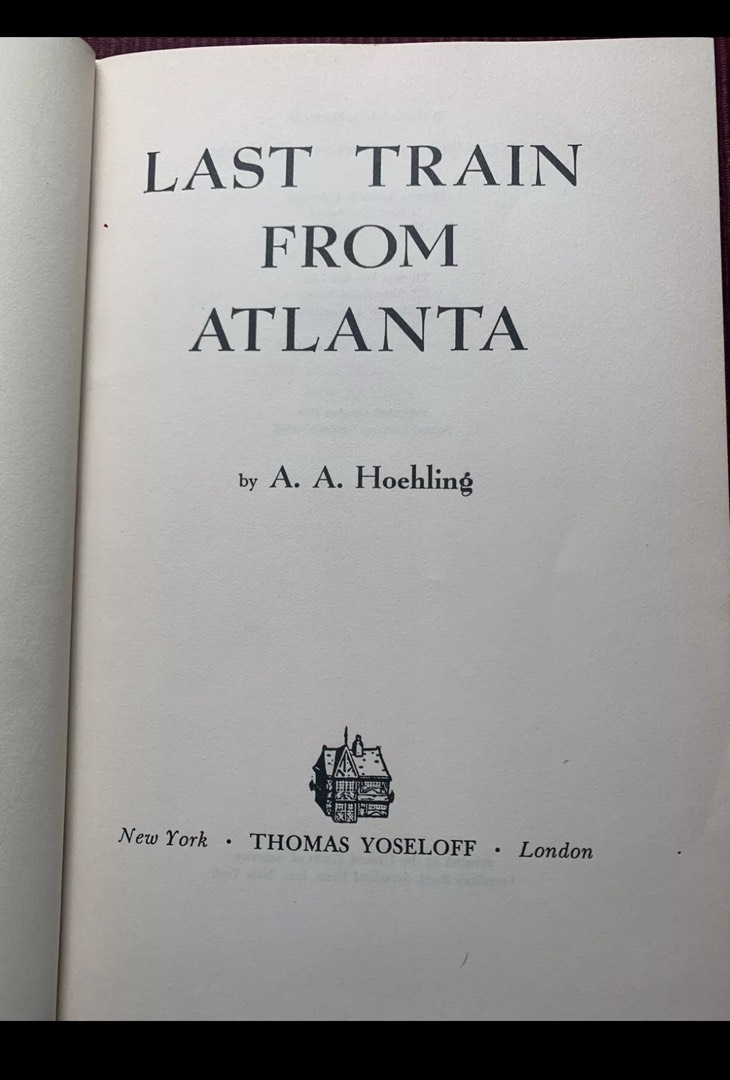 LAST TRAIN
FROM
ATLANTA
by A. A. Hoehling
New York • THOMAS YOSELOFF • London